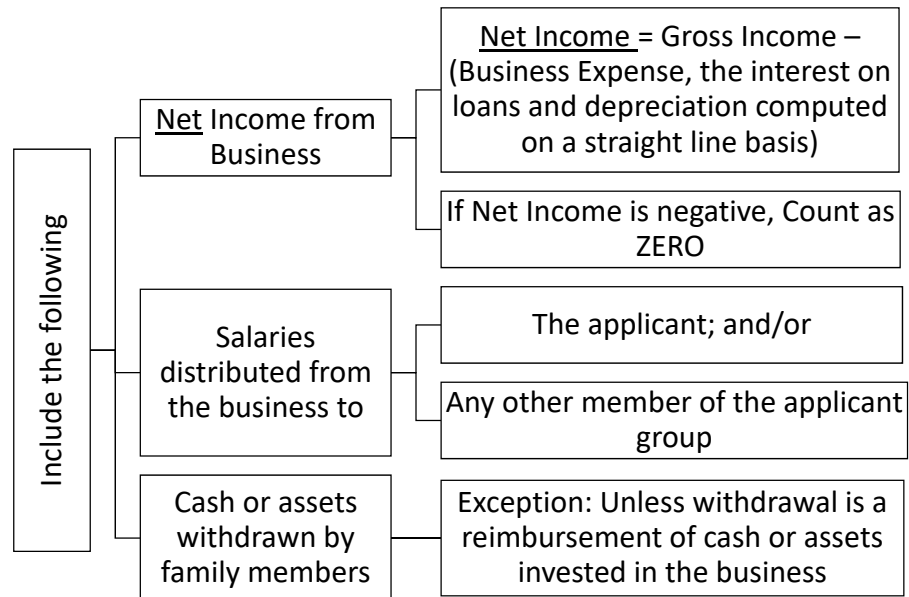 Include the following
Net Income from
Business
Net Income = Gross Income –
(Business Expense, the interest on
loans and depreciation computed
on a straight line basis)
If Net Income is negative, Count as
ZERO
Salaries
distributed from
the business to
The applicant; and/or
Any other member of the applicant
group
Cash or assets
withdrawn by
family members
Exception: Unless withdrawal is a
reimbursement of cash or assets
invested in the business